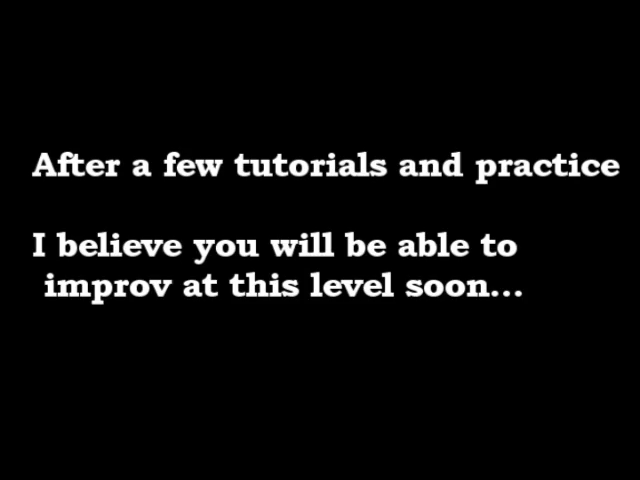 After a few tutorials and practice
I believe you will be able to
improv at this level soon...